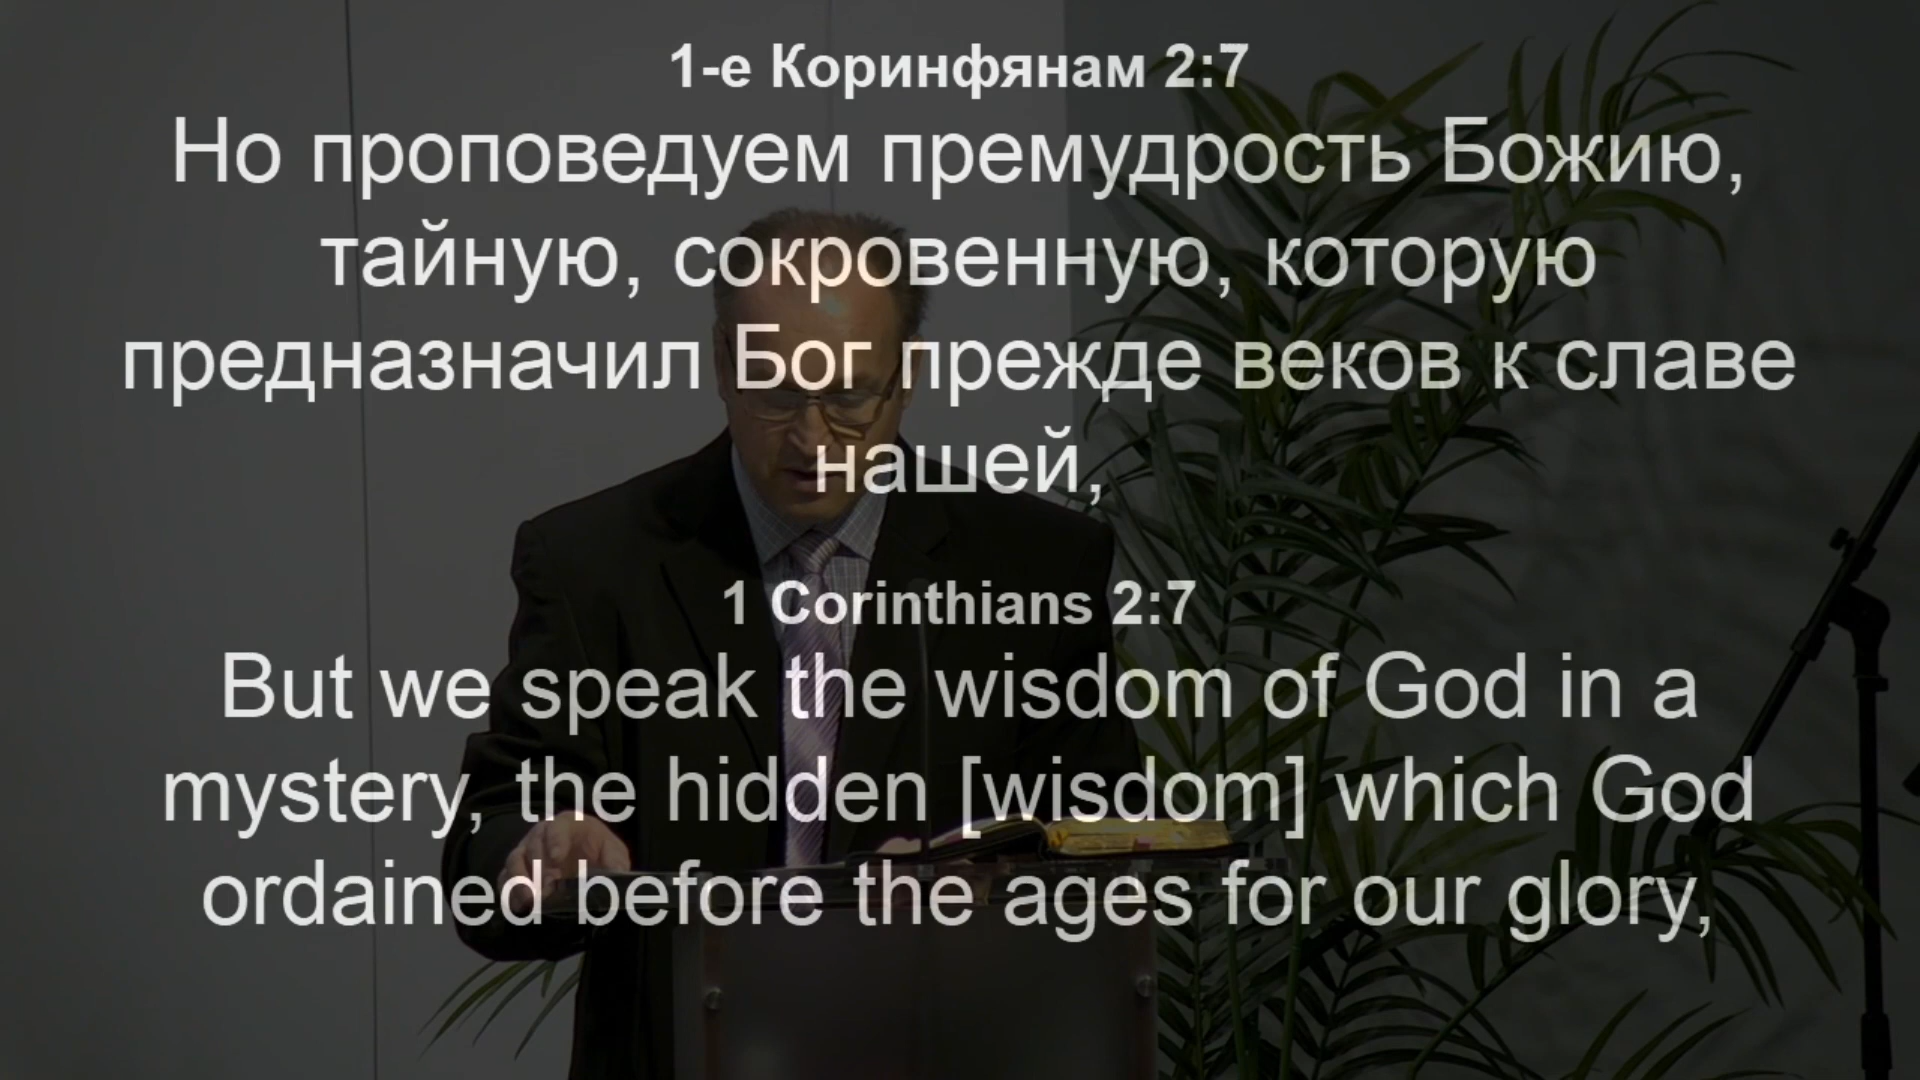 1-е Коринфянам 2:7
Но проповедуем премудрость Божию,
тайную, сокровенную, которую
предназначил Бог прежде веков к славе
нашей,
1 Corinthians 2:7
But we speak the wisdom of God in a
mystery, the hidden [wisdom] which God
ordained before the ages for our glory,